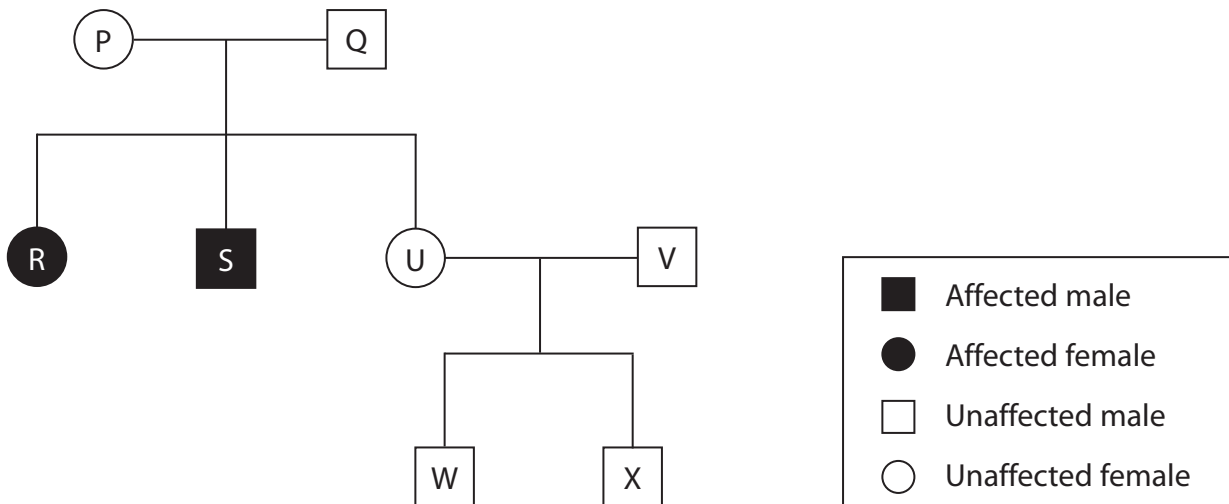 P Q
R S U V
Affected male
Affected female
Unaffected male
W X
Unaffected female